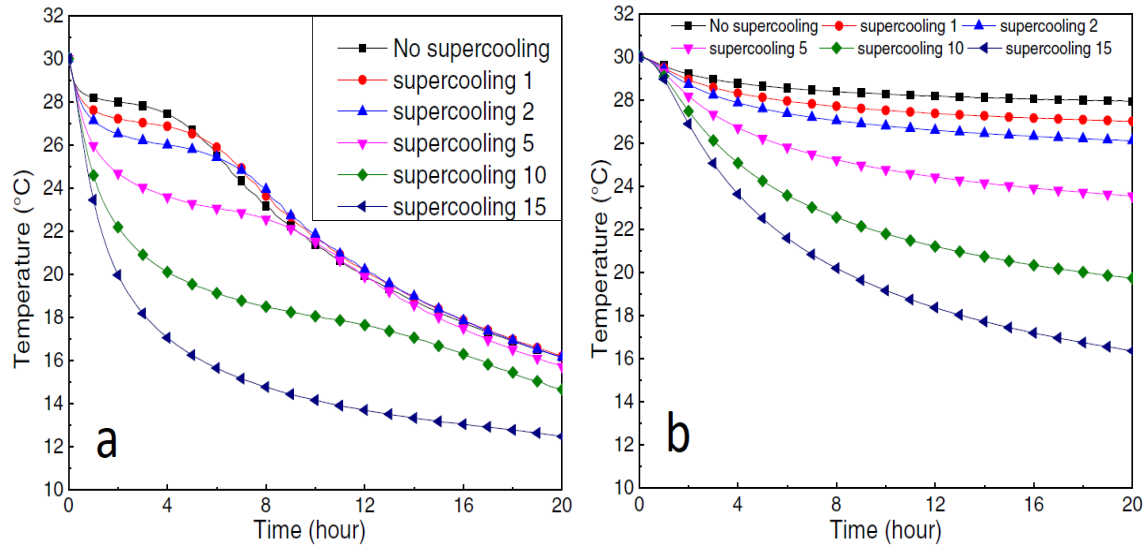 32
30
28
26
24
22
20
18
16
14
12
10
Temperature (°C)
No supercooling
supercooling 1
supercooling 2
supercooling 5
supercooling 10
supercooling 15
a
0 4 8 12 16 20
Time (hour)
32
30
28
26
24
22
20
18
16
14
12
10
Temperature (°C)
No supercooling supercooling 1 supercooling 2
supercooling 5 supercooling 10 supercooling 15
b
0 4 8 12 16 20
Time (hour)